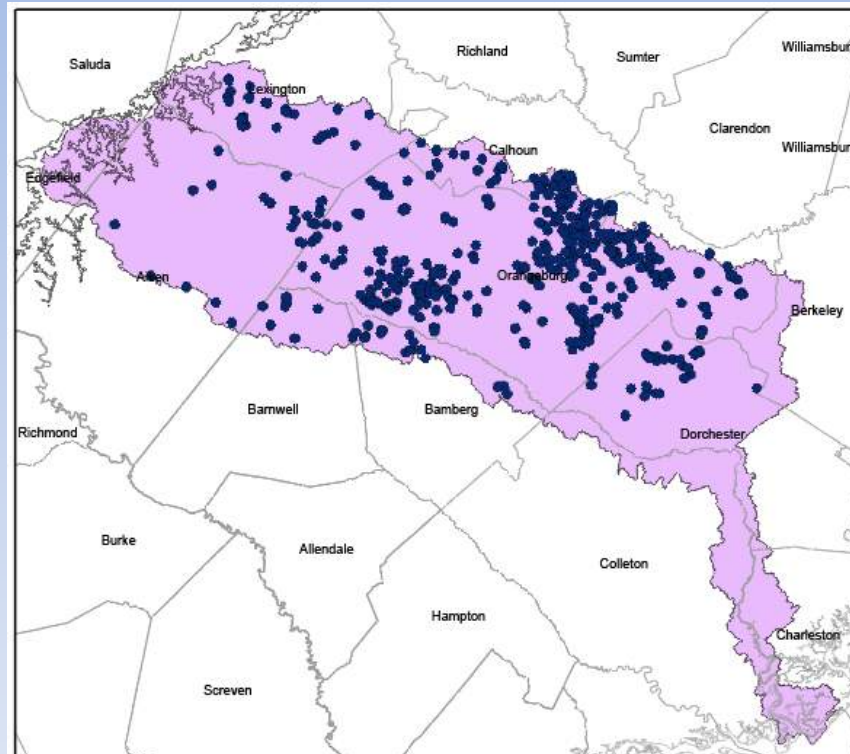 Richland
Saluda
Sumter
Williamsbur
Lexington
Clarendon
Calhoun
Williamsbur
Edgefield
Aiken
Orangeburg
Berkeley
Barnwell
Bamberg
Richmond
Dorchester
Burke
Allendale
Colleton
Hampton
Charleston
Screven